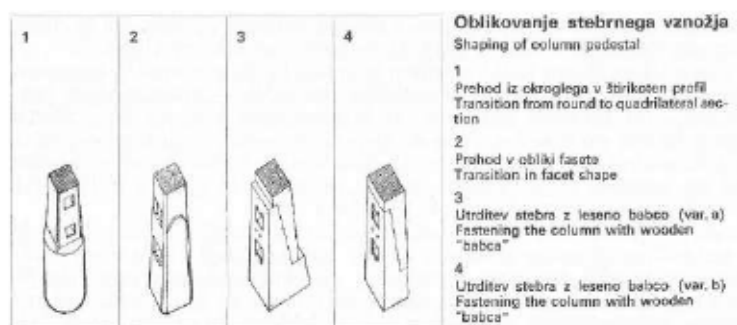 1
2
3
4
Oblikovanje stebrnega vznožja
Shaping of column pedestal
1
Prehod iz okroglega v štirikoten profil
Transition from round to quadrilateral sec-
tion
2
Prehod v obliki fasete
Transition in facet shape
3
Utrditev stebra z leseno babco (var. a)
Fastening the column with wooden
"babca"
4
Utrditev stebra z leseno babco (var. b)
Fastening the column with wooden
"babca"